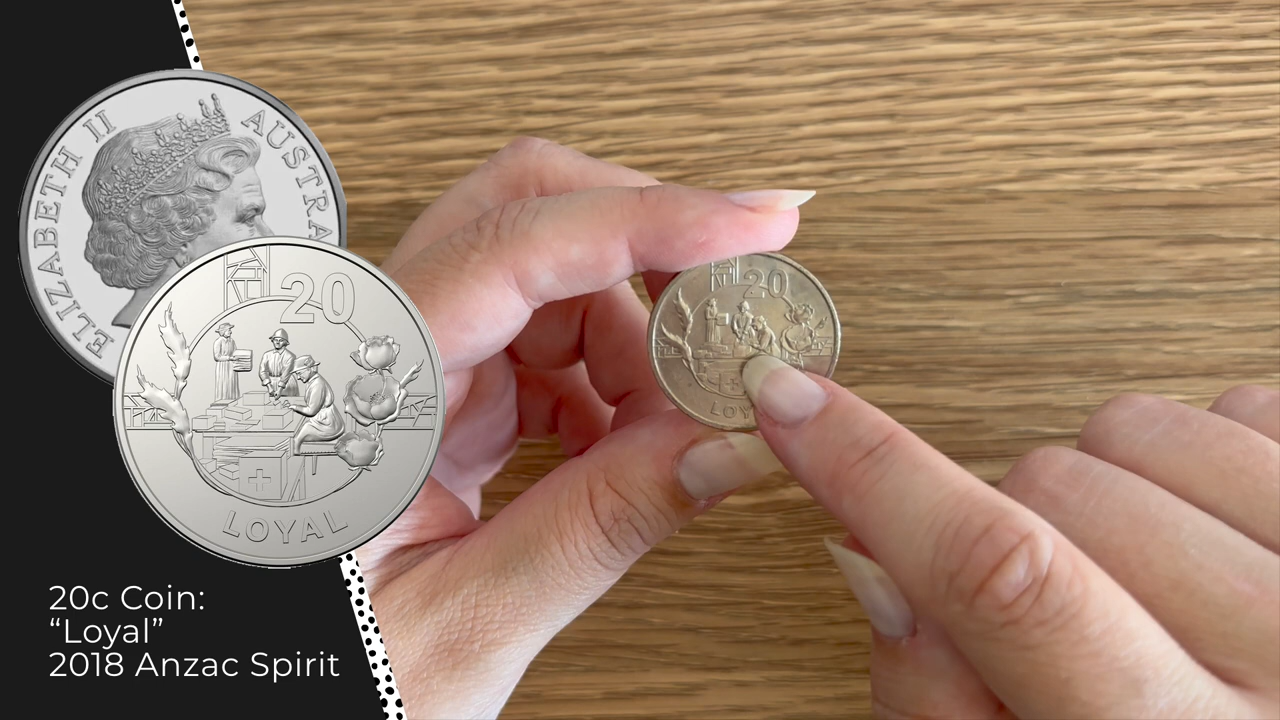 ELIZABETH II
AUSTRA
20
LOYAL
20
LOY
20c Coin:
“Loyal”
2018 Anzac Spirit